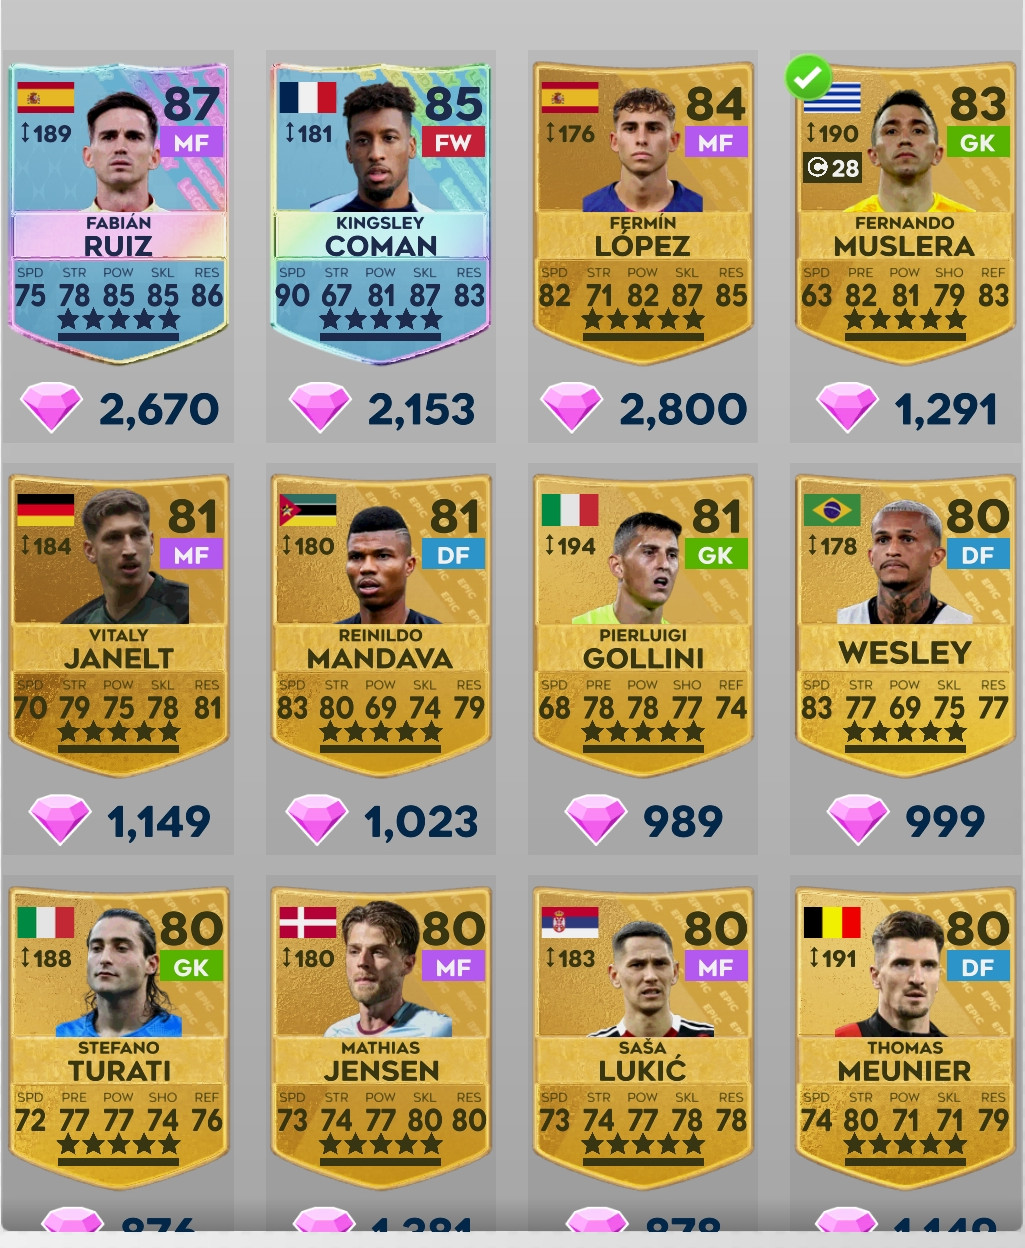 87
189
MF
FABIÁN
RUIZ
SPD STR POW SKL RES
75 78 85 85 86
2,670
85
181
FW
KINGSLEY
COMAN
SPD STR POW SKL RES
90 67 81 87 83
2,153
84
176
MF
FERMÍN
LÓPEZ
SPD STR POW SKL RES
82 71 82 87 85
2,800
83
190
GK
C 28
FERNANDO
MUSLERA
SPD PRE POW SHO REF
63 82 81 79 83
1,291
81
184
MF
VITALY
JANELT
SPD STR POW SKL RES
70 79 75 78 81
1,149
81
180
DF
REINILDO
MANDAVA
SPD STR POW SKL RES
83 80 69 74 79
1,023
81
194
GK
PIERLUIGI
GOLLINI
SPD PRE POW SHO REF
68 78 78 77 74
989
80
178
DF
WESLEY
SPD STR POW SKL RES
83 77 69 75 77
999
80
188
GK
STEFANO
TURATI
SPD PRE POW SHO REF
72 77 77 74 76
80
180
MF
MATHIAS
JENSEN
SPD STR POW SKL RES
73 74 77 80 80
80
183
MF
SAŠA
LUKIĆ
SPD STR POW SKL RES
73 74 77 78 78
80
191
DF
THOMAS
MEUNIER
SPD STR POW SKL RES
74 80 71 71 79